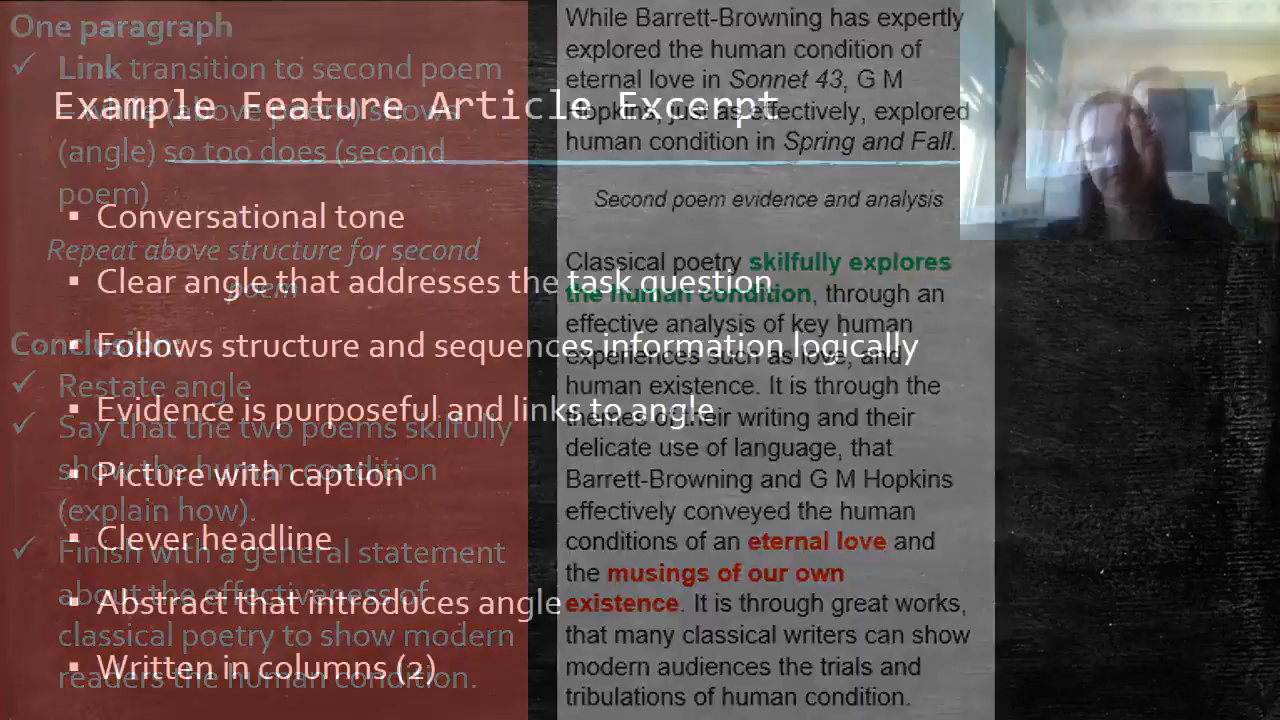 One paragraph
Link transition to second poem
– while (above poem) shows
(angle) so too does (second
poem)
Repeat above structure for second
poem
Conclusion:
Restate angle
Say that the two poems skilfully
show the human condition
(explain how).
Finish with a general statement
about the effectiveness of
classical poetry to show modern
readers the human condition.
Example Feature Article Excerpt
Conversational tone
Clear angle that addresses the task question
Follows structure and sequences information logically
Evidence is purposeful and links to angle
Picture with caption
Clever headline
Abstract that introduces angle
Written in columns (2)
While Barrett-Browning has expertly
explored the human condition of
eternal love in Sonnet 43, G M
Hopkins, just as effectively, explored
human condition in Spring and Fall.
Second poem evidence and analysis
Classical poetry skilfully explores
the human condition, through an
effective analysis of key human
experiences such as love, and
human existence. It is through the
themes of their writing and their
delicate use of language, that
Barrett-Browning and G M Hopkins
effectively conveyed the human
conditions of an eternal love and
the musings of our own
existence. It is through great works,
that many classical writers can show
modern audiences the trials and
tribulations of human condition.